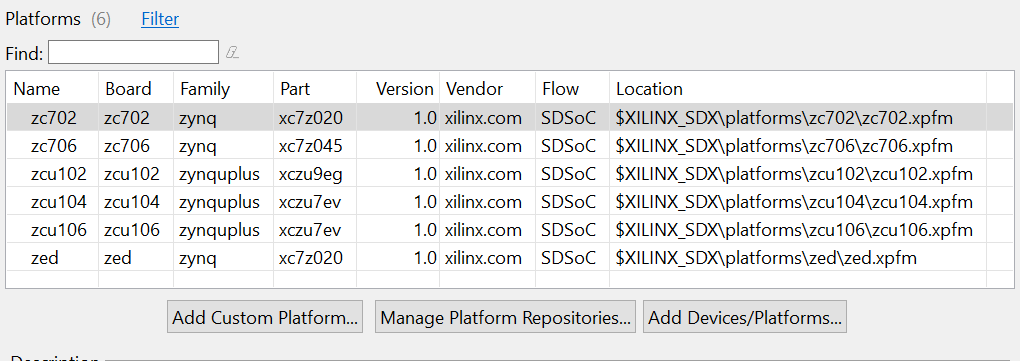 Platforms (6) Filter
Find:
Name Board Family Part Version Vendor Flow Location
zc702 zc702 zynq xc7z020 1.0 xilinx.com SDSoC $XILINX_SDX\platforms\zc702\zc702.xpfm
zc706 zc706 zynq xc7z045 1.0 xilinx.com SDSoC $XILINX_SDX\platforms\zc706\zc706.xpfm
zcu102 zcu102 zynquplus xczu9eg 1.0 xilinx.com SDSoC $XILINX_SDX\platforms\zcu102\zcu102.xpfm
zcu104 zcu104 zynquplus xczu7ev 1.0 xilinx.com SDSoC $XILINX_SDX\platforms\zcu104\zcu104.xpfm
zcu106 zcu106 zynquplus xczu7ev 1.0 xilinx.com SDSoC $XILINX_SDX\platforms\zcu106\zcu106.xpfm
zed zed zynq xc7z020 1.0 xilinx.com SDSoC $XILINX_SDX\platforms\zed\zed.xpfm
Add Custom Platform... Manage Platform Repositories... Add Devices/Platforms...
Description